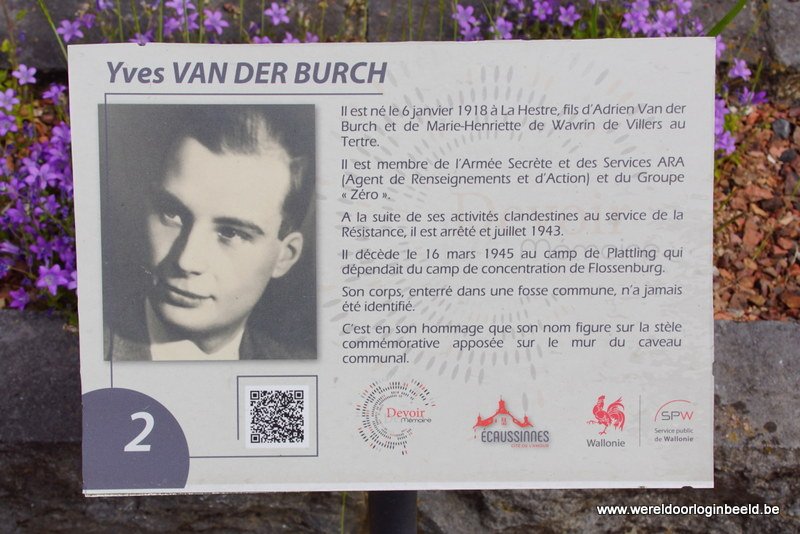 Yves VAN DER BURCH
Il est né le 6 janvier 1918 à La Hestre, fils d'Adrien Van der
Burch et de Marie-Henriette de Wavrin de Villers au
Tertre.
Il est membre de l'Armée Secrète et des Services ARA
(Agent de Renseignements et d'Action) et du Groupe
« Zéro ».
A la suite de ses activités clandestines au service de la
Résistance, il est arrêté et juillet 1943.
Il décède le 16 mars 1945 au camp de Plattling qui
dépendait du camp de concentration de Flossenburg.
Son corps, enterré dans une fosse commune, n'a jamais
été identifié.
C'est en son hommage que son nom figure sur la stèle
commémorative apposée sur le mur du caveau
communal.
2
Devoir
Mémoire
ÉCAUSSINNES
CITÉ DE L'AMOUR
Wallonie
SPW
Service public
de Wallonie
www.wereldoorloginbeeld.be